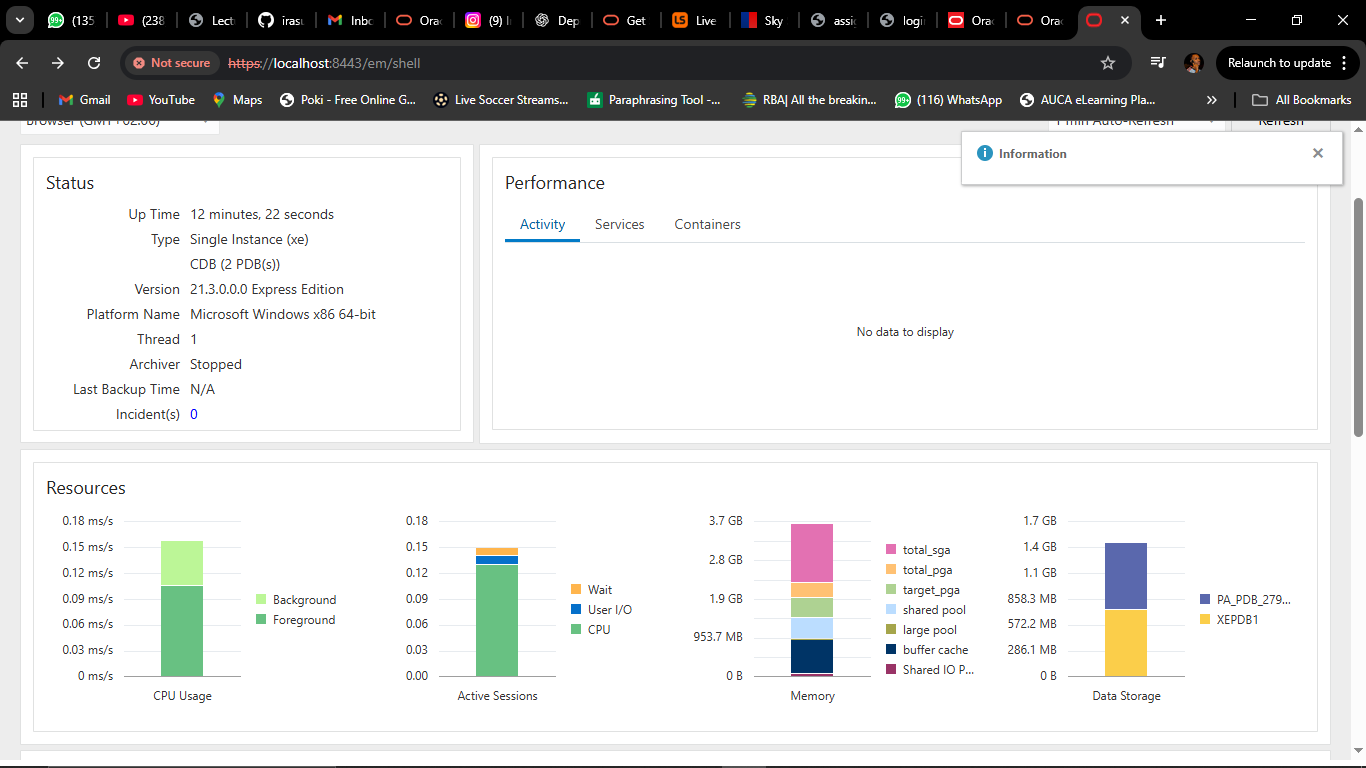 (135
(238
Lect
irasu
Inbo
Orac
(9) I
Dep
Get
Live
Sky
assig
login
Orac
Orac
Not secure
https://localhost:8443/em/shell
Relaunch to update
Gmail
YouTube
Maps
Poki - Free Online G...
Live Soccer Streams...
Paraphrasing Tool -...
RBA| All the breakin...
(116) WhatsApp
AUCA eLearning Pla...
»
All Bookmarks
Browser (GMT+02:00)
1 min Auto-Refresh
Refresh
Information
Status
Up Time 12 minutes, 22 seconds
Type Single Instance (xe)
CDB (2 PDB(s))
Version 21.3.0.0.0 Express Edition
Platform Name Microsoft Windows x86 64-bit
Thread 1
Archiver Stopped
Last Backup Time N/A
Incident(s) 0
Performance
Activity Services Containers
No data to display
Resources
0.18 ms/s
0.15 ms/s
0.12 ms/s
0.09 ms/s
0.06 ms/s
0.03 ms/s
0 ms/s
Background
Foreground
CPU Usage
0.18
0.15
0.12
0.09
0.06
0.03
0.00
Wait
User I/O
CPU
Active Sessions
3.7 GB
2.8 GB
1.9 GB
953.7 MB
0 B
total_sga
total_pga
target_pga
shared pool
large pool
buffer cache
Shared IO P...
Memory
1.7 GB
1.4 GB
1.1 GB
858.3 MB
572.2 MB
286.1 MB
0 B
PA_PDB_279...
XEPDB1
Data Storage